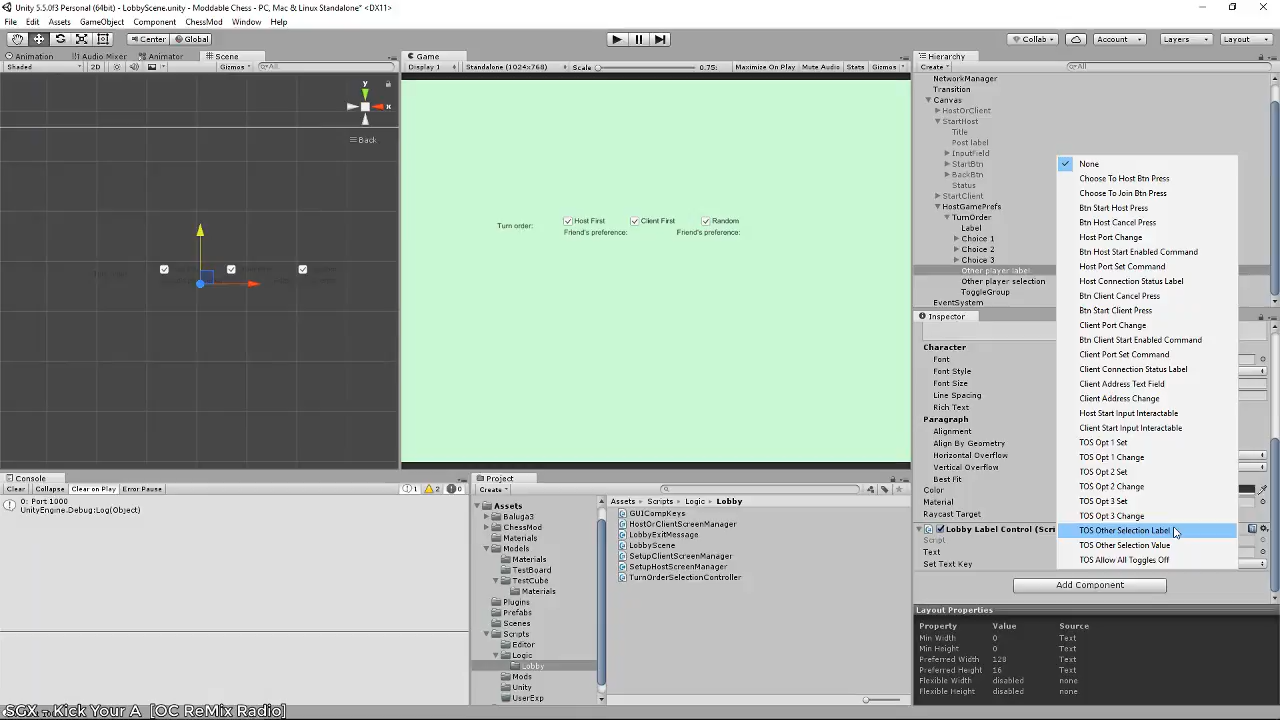 Unity 5.5.0f3 Personal (64bit) - LobbyScene.unity - Moddable Chess - PC, Mac & Linux Standalone* <DX11>
File Edit Assets GameObject Component ChessMod Window Help
Center Global Collab Account Layers Layout
Animation Audio Mixer Animator Scene
Shaded 2D Gizmos All
Back
y
x
Game
Display 1 Standalone (1024x768) Scale 0.75: Maximize On Play Mute Audio Stats Gizmos
Turn order: Host First Client First Random
Friend's preference: Friend's preference:
Hierarchy
Create All
NetworkManager
Transition
Canvas
HostOrClient
StartHost
Title
Post label
InputField
StartBtn
BackBtn
Status
StartClient
HostGamePrefs
TurnOrder
Label
Choice 1
Choice 2
Choice 3
Other player label
Other player selection
ToggleGroup
EventSystem
None
Choose To Host Btn Press
Choose To Join Btn Press
Btn Start Host Press
Btn Host Cancel Press
Host Port Change
Btn Host Start Enabled Command
Host Port Set Command
Host Connection Status Label
Btn Client Cancel Press
Btn Start Client Press
Client Port Change
Btn Client Start Enabled Command
Client Port Set Command
Client Connection Status Label
Client Address Text Field
Client Address Change
Host Start Input Interactable
Client Start Input Interactable
TOS Opt 1 Set
TOS Opt 1 Change
TOS Opt 2 Set
TOS Opt 2 Change
TOS Opt 3 Set
TOS Opt 3 Change
TOS Other Selection Label
TOS Other Selection Value
TOS Allow All Toggles Off
Inspector
Character
Font
Font Style
Font Size
Line Spacing
Rich Text
Paragraph
Alignment
Align By Geometry
Horizontal Overflow
Vertical Overflow
Best Fit
Color
Material
Raycast Target
Lobby Label Control (Scri
Script
Text
Set Text Key
Add Component
Layout Properties
Property Value Source
Min Width 0 Text
Min Height 0 Text
Preferred Width 128 Text
Preferred Height 16 Text
Flexible Width disabled none
Flexible Height disabled none
Console
Clear Collapse Clear on Play Error Pause 1 2 0
0: Port 1000
UnityEngine.Debug:Log(Object)
Project
Create
Assets
Baluga3
ChessMod
Materials
Models
Materials
TestBoard
TestCube
Materials
Plugins
Prefabs
Scenes
Scripts
Editor
Logic
Lobby
Mods
Unity
UserExp
Assets Scripts Logic Lobby
GUICompKeys
HostOrClientScreenManager
LobbyExitMessage
LobbyScene
SetupClientScreenManager
SetupHostScreenManager
TurnOrderSelectionController
SGX - Kick Your A [OC ReMix Radio]